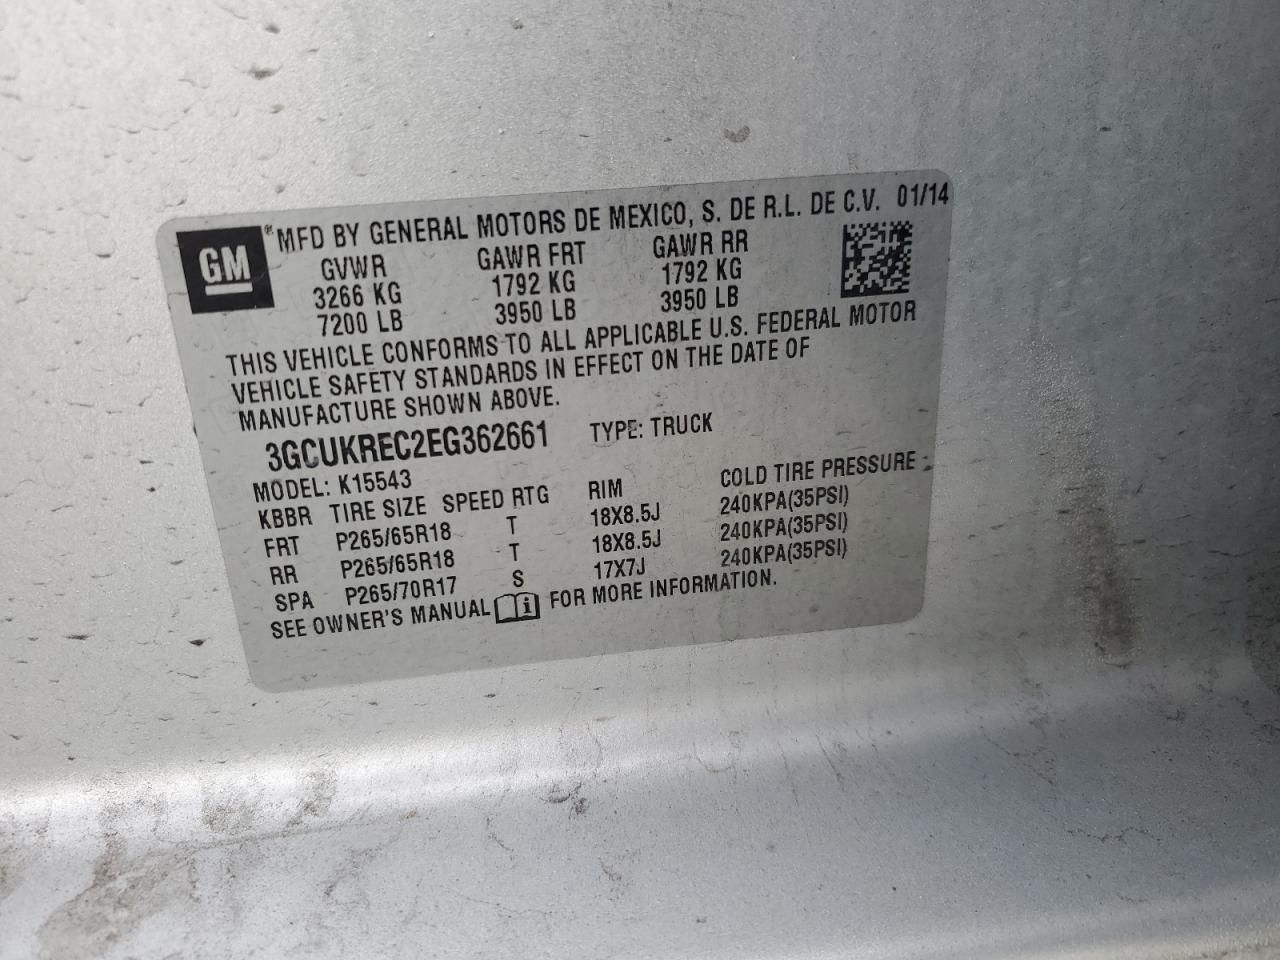 GM
® MFD BY GENERAL MOTORS DE MEXICO, S. DE R.L. DE C.V. 01/14
GVWR GAWR FRT GAWR RR
3266 KG 1792 KG 1792 KG
7200 LB 3950 LB 3950 LB
THIS VEHICLE CONFORMS TO ALL APPLICABLE U.S. FEDERAL MOTOR
VEHICLE SAFETY STANDARDS IN EFFECT ON THE DATE OF
MANUFACTURE SHOWN ABOVE.
3GCUKREC2EG362661 TYPE: TRUCK
MODEL: K15543
KBBR TIRE SIZE SPEED RTG RIM COLD TIRE PRESSURE
FRT P265/65R18 T 18X8.5J 240KPA(35PSI)
RR P265/65R18 T 18X8.5J 240KPA(35PSI)
SPA P265/70R17 S 17X7J 240KPA(35PSI)
SEE OWNER'S MANUAL i FOR MORE INFORMATION.